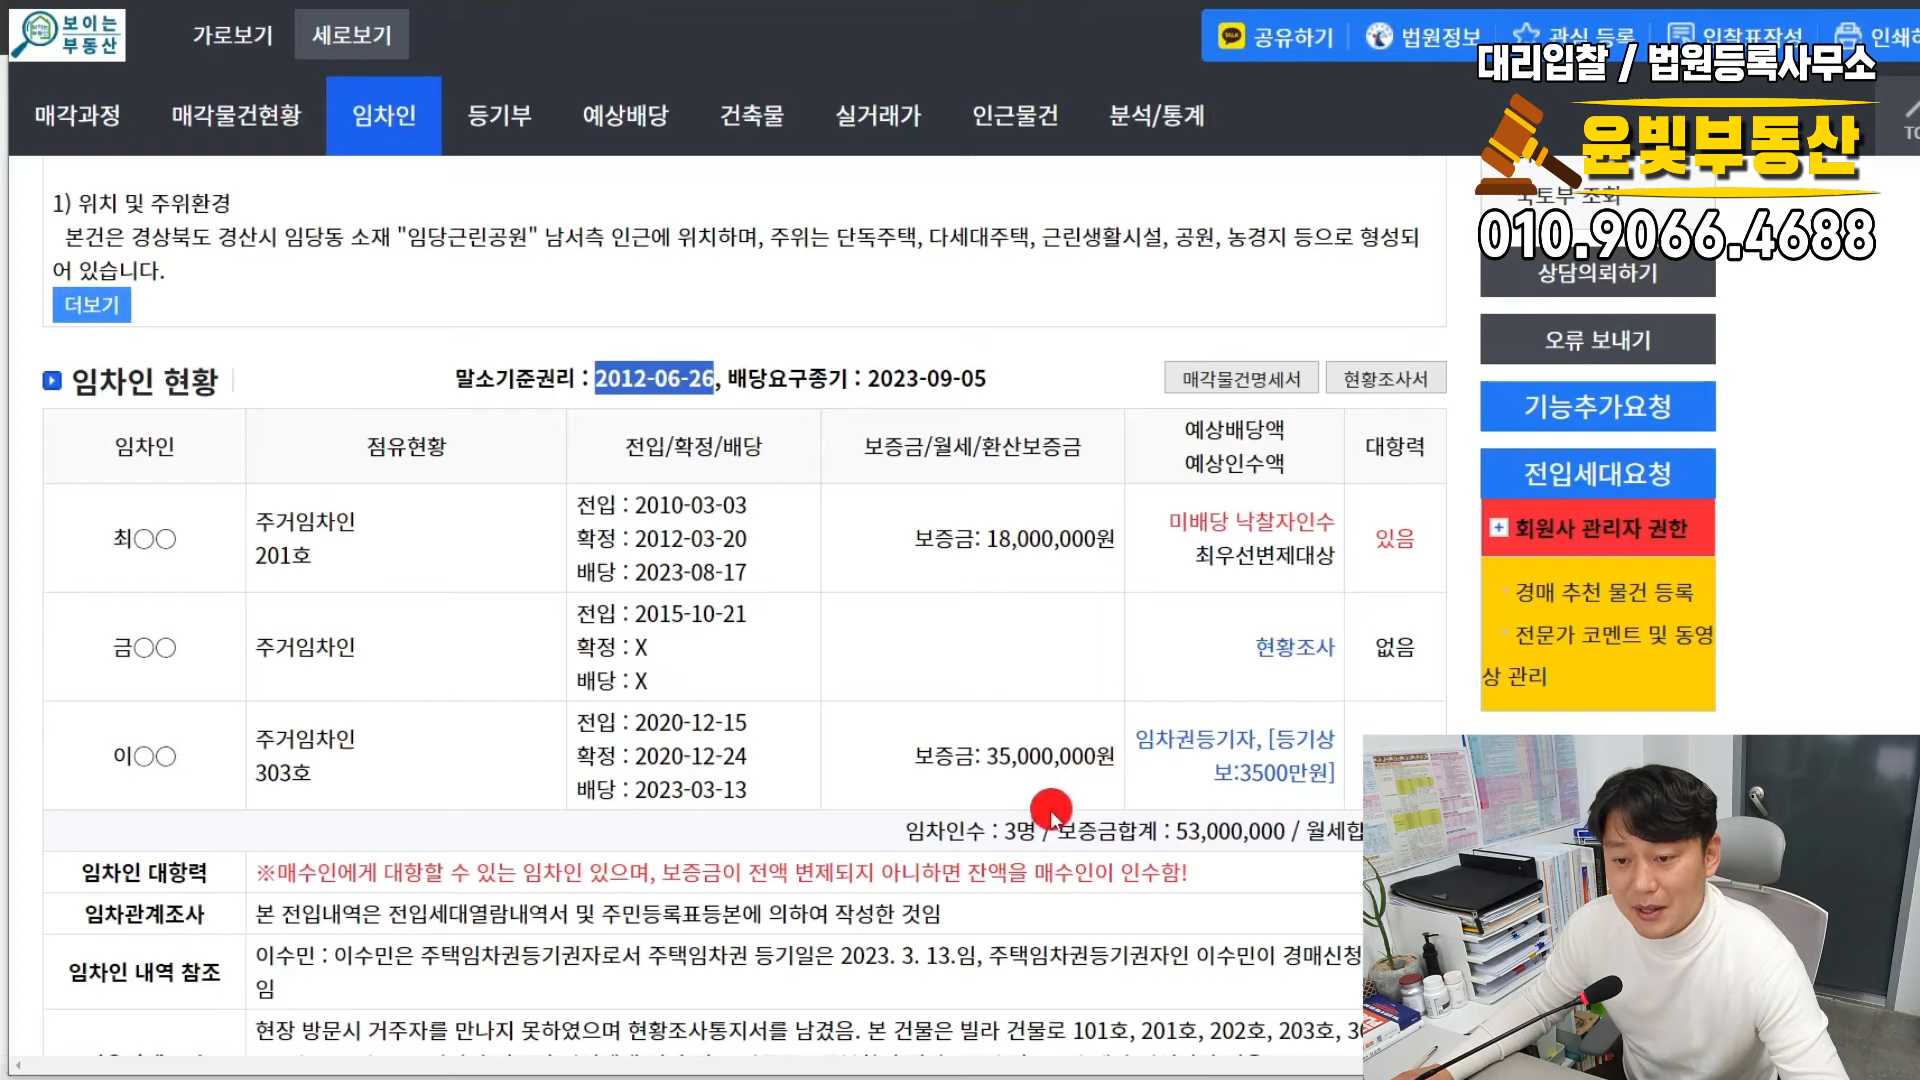 보이는
부동산
가로보기
세로보기
공유하기
법원정보
관심 등록
입찰표작성
대리입찰 / 법원등록사무소
윤빛부동산
010.9066.4688
매각과정
매각물건현황
임차인
등기부
예상배당
건축물
실거래가
인근물건
분석/통계
국토부 조회
상담의뢰하기
오류 보내기
기능추가요청
전입세대요청
회원사 관리자 권한
경매 추천 물건 등록
전문가 코멘트 및 동영
상 관리
1) 위치 및 주위환경
본건은 경상북도 경산시 임당동 소재 "임당근린공원" 남서측 인근에 위치하며, 주위는 단독주택, 다세대주택, 근린생활시설, 공원, 농경지 등으로 형성되
어 있습니다.
더보기
임차인 현황
말소기준권리 : 2012-06-26, 배당요구종기 : 2023-09-05
매각물건명세서
현황조사서
임차인
점유현황
전입/확정/배당
보증금/월세/환산보증금
예상배당액
예상인수액
대항력
최○○
주거임차인
201호
전입 : 2010-03-03
확정 : 2012-03-20
배당 : 2023-08-17
보증금: 18,000,000원
미배당 낙찰자인수
최우선변제대상
있음
금○○
주거임차인
전입 : 2015-10-21
확정 : X
배당 : X
현황조사
없음
이○○
주거임차인
303호
전입 : 2020-12-15
확정 : 2020-12-24
배당 : 2023-03-13
보증금: 35,000,000원
임차권등기자, [등기상
보:3500만원]
임차인수 : 3명 / 보증금합계 : 53,000,000 / 월세합
임차인 대항력
※매수인에게 대항할 수 있는 임차인 있으며, 보증금이 전액 변제되지 아니하면 잔액을 매수인이 인수함!
임차관계조사
본 전입내역은 전입세대열람내역서 및 주민등록표등본에 의하여 작성한 것임
임차인 내역 참조
이수민 : 이수민은 주택임차권등기권자로서 주택임차권 등기일은 2023. 3. 13.임, 주택임차권등기권자인 이수민이 경매신청
임
현장 방문시 거주자를 만나지 못하였으며 현황조사통지서를 남겼음. 본 건물은 빌라 건물로 101호, 201호, 202호, 203호,